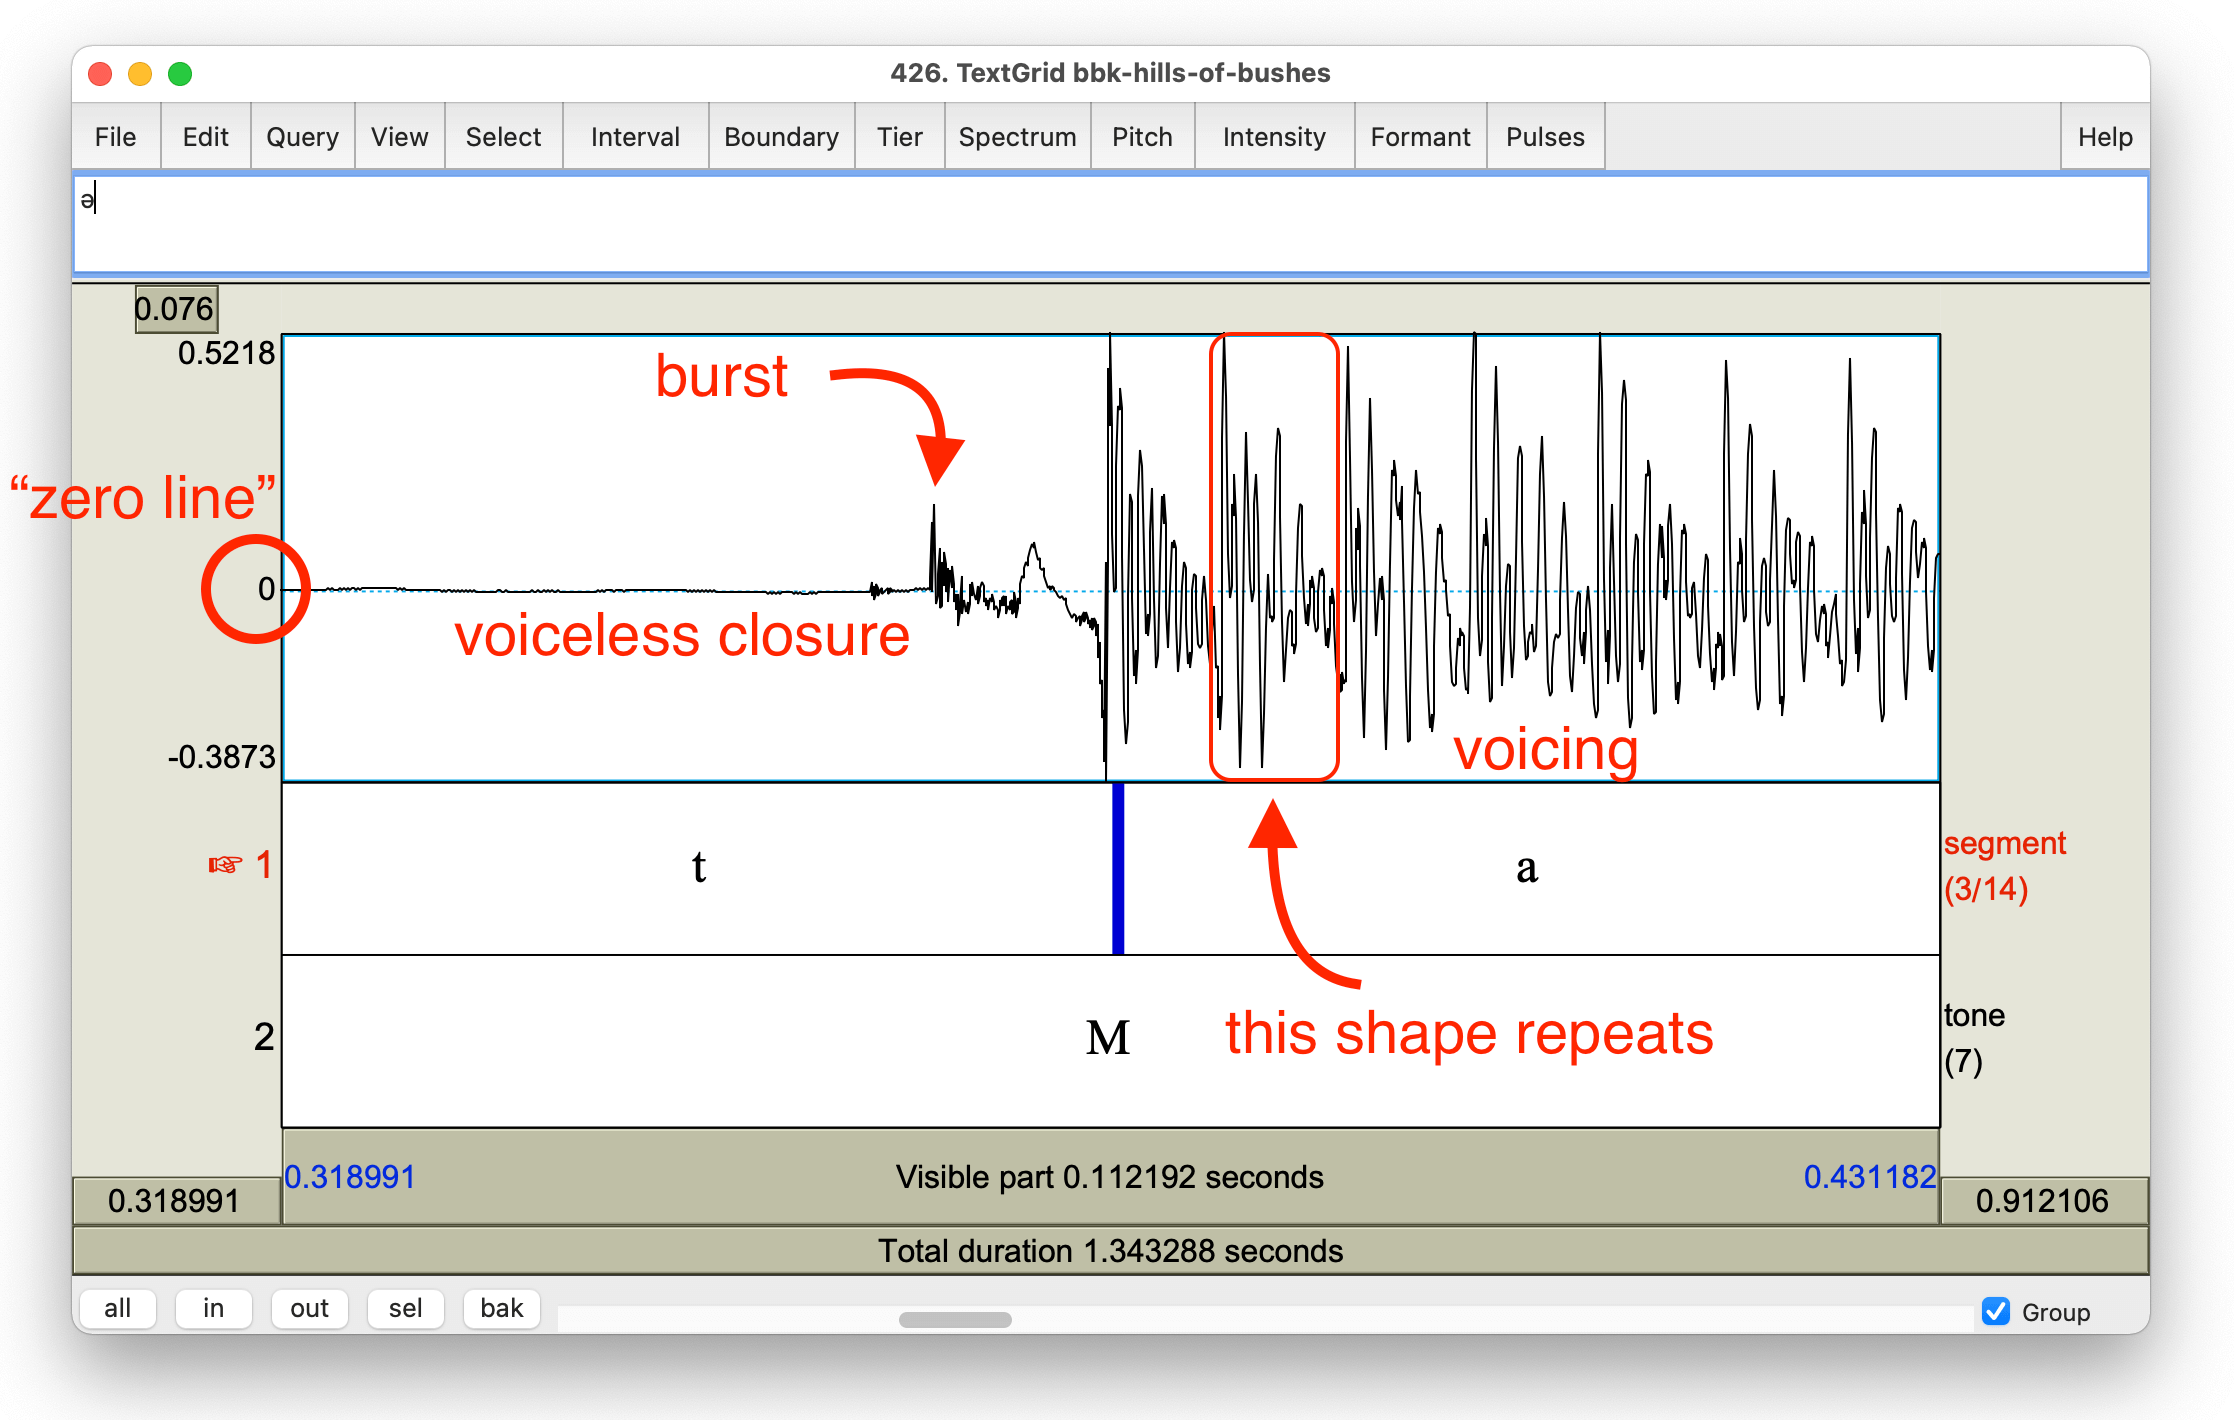 426. TextGrid bbk-hills-of-bushes
File Edit Query View Select Interval Boundary Tier Spectrum Pitch Intensity Formant Pulses Help
ə
0.076
0.5218
burst
“zero line”
0
voiceless closure
-0.3873
voicing
t a
☞ 1
segment
(3/14)
M
2
this shape repeats
tone
(7)
0.318991 Visible part 0.112192 seconds 0.431182
0.318991 0.912106
Total duration 1.343288 seconds
all in out sel bak Group